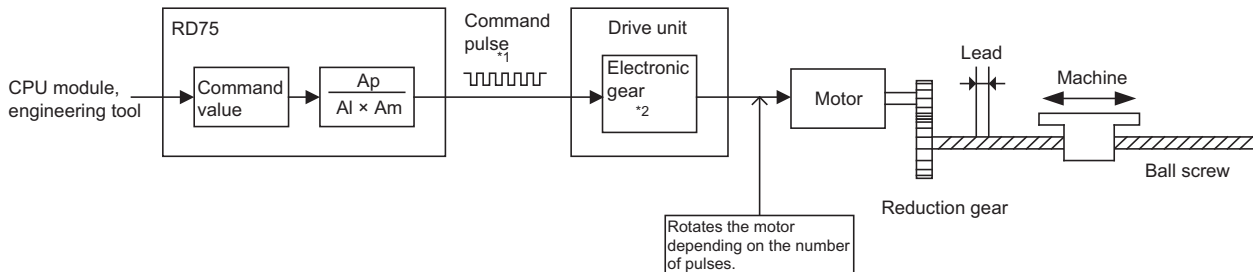 RD75
CPU module,
engineering tool
Command
value
Ap
Al × Am
Command
pulse
*1
Drive unit
Electronic
gear
*2
Rotates the motor
depending on the number
of pulses.
Motor
Reduction gear
Lead
Machine
Ball screw